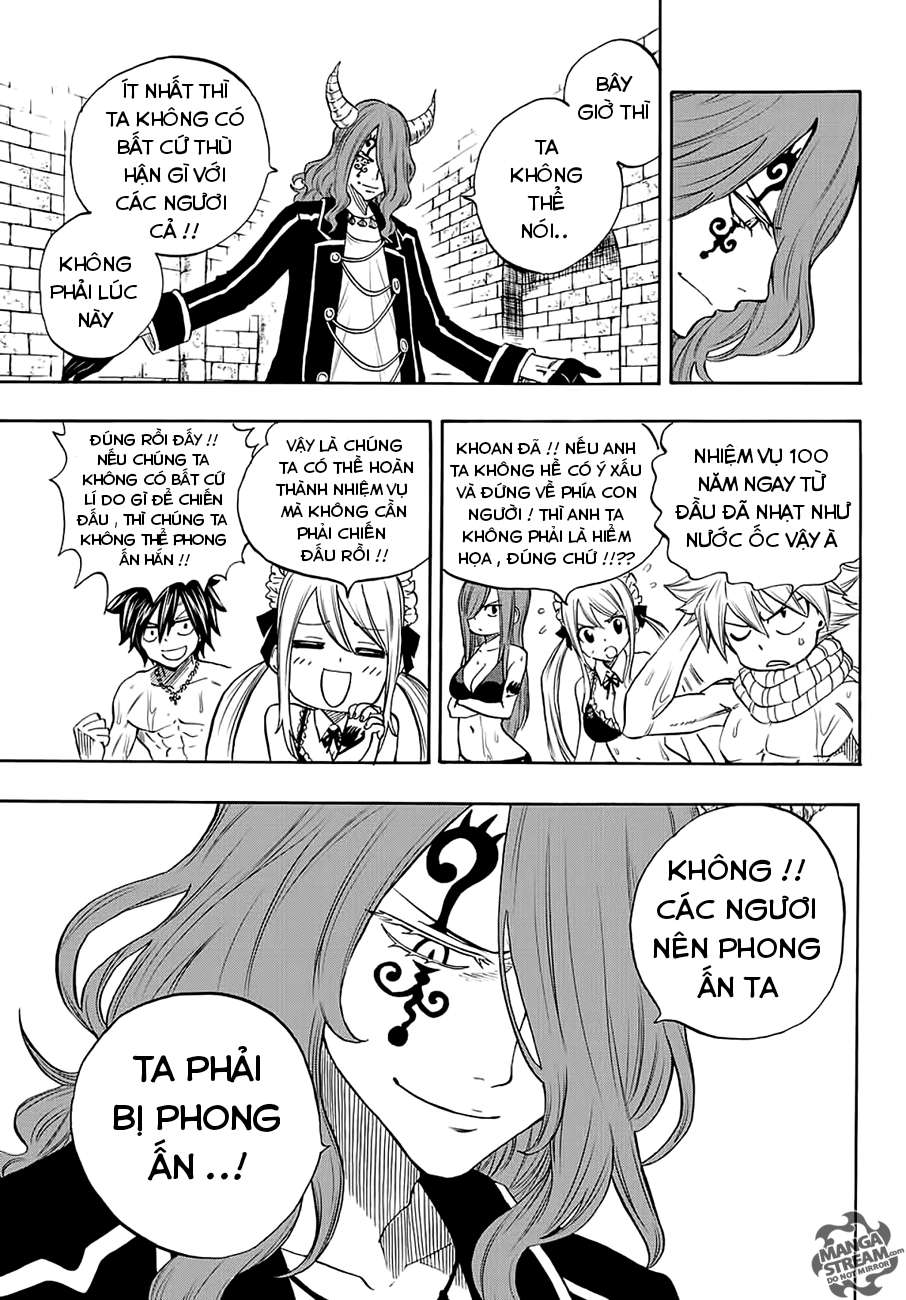 BÂY
GIỜ THÌ
TA
KHÔNG
THỂ
NÓI..
ÍT NHẤT THÌ
TA KHÔNG CÓ
BẤT CỨ THÙ
HẬN GÌ VỚI
CÁC NGƯƠI
CẢ !!
KHÔNG
PHẢI LÚC
NÀY
NHIỆM VỤ 100
NĂM NGAY TỪ
ĐẦU ĐÃ NHẠT NHƯ
NƯỚC ỐC VẬY À
KHOAN ĐÃ !! NẾU ANH
TA KHÔNG HỀ CÓ Ý XẤU
VÀ ĐỨNG VỀ PHÍA CON
NGƯỜI ! THÌ ANH TA
KHÔNG PHẢI LÀ HIỂM
HỌA , ĐÚNG CHỨ !!??
VẬY LÀ CHÚNG
TA CÓ THỂ HOÀN
THÀNH NHIỆM VỤ
MÀ KHÔNG CẦN
PHẢI CHIẾN
ĐẤU RỒI !!
ĐÚNG RỒI ĐẤY !!
NẾU CHÚNG TA
KHÔNG CÓ BẤT CỨ
LÍ DO GÌ ĐỂ CHIẾN
ĐẤU , THÌ CHÚNG TA
KHÔNG THỂ PHONG
ẤN HẮN !!
KHÔNG !!
CÁC NGƯƠI
NÊN PHONG
ẤN TA
TA PHẢI
BỊ PHONG
ẤN ..!
MANGA
STREAM.com
DO NOT MIRROR!